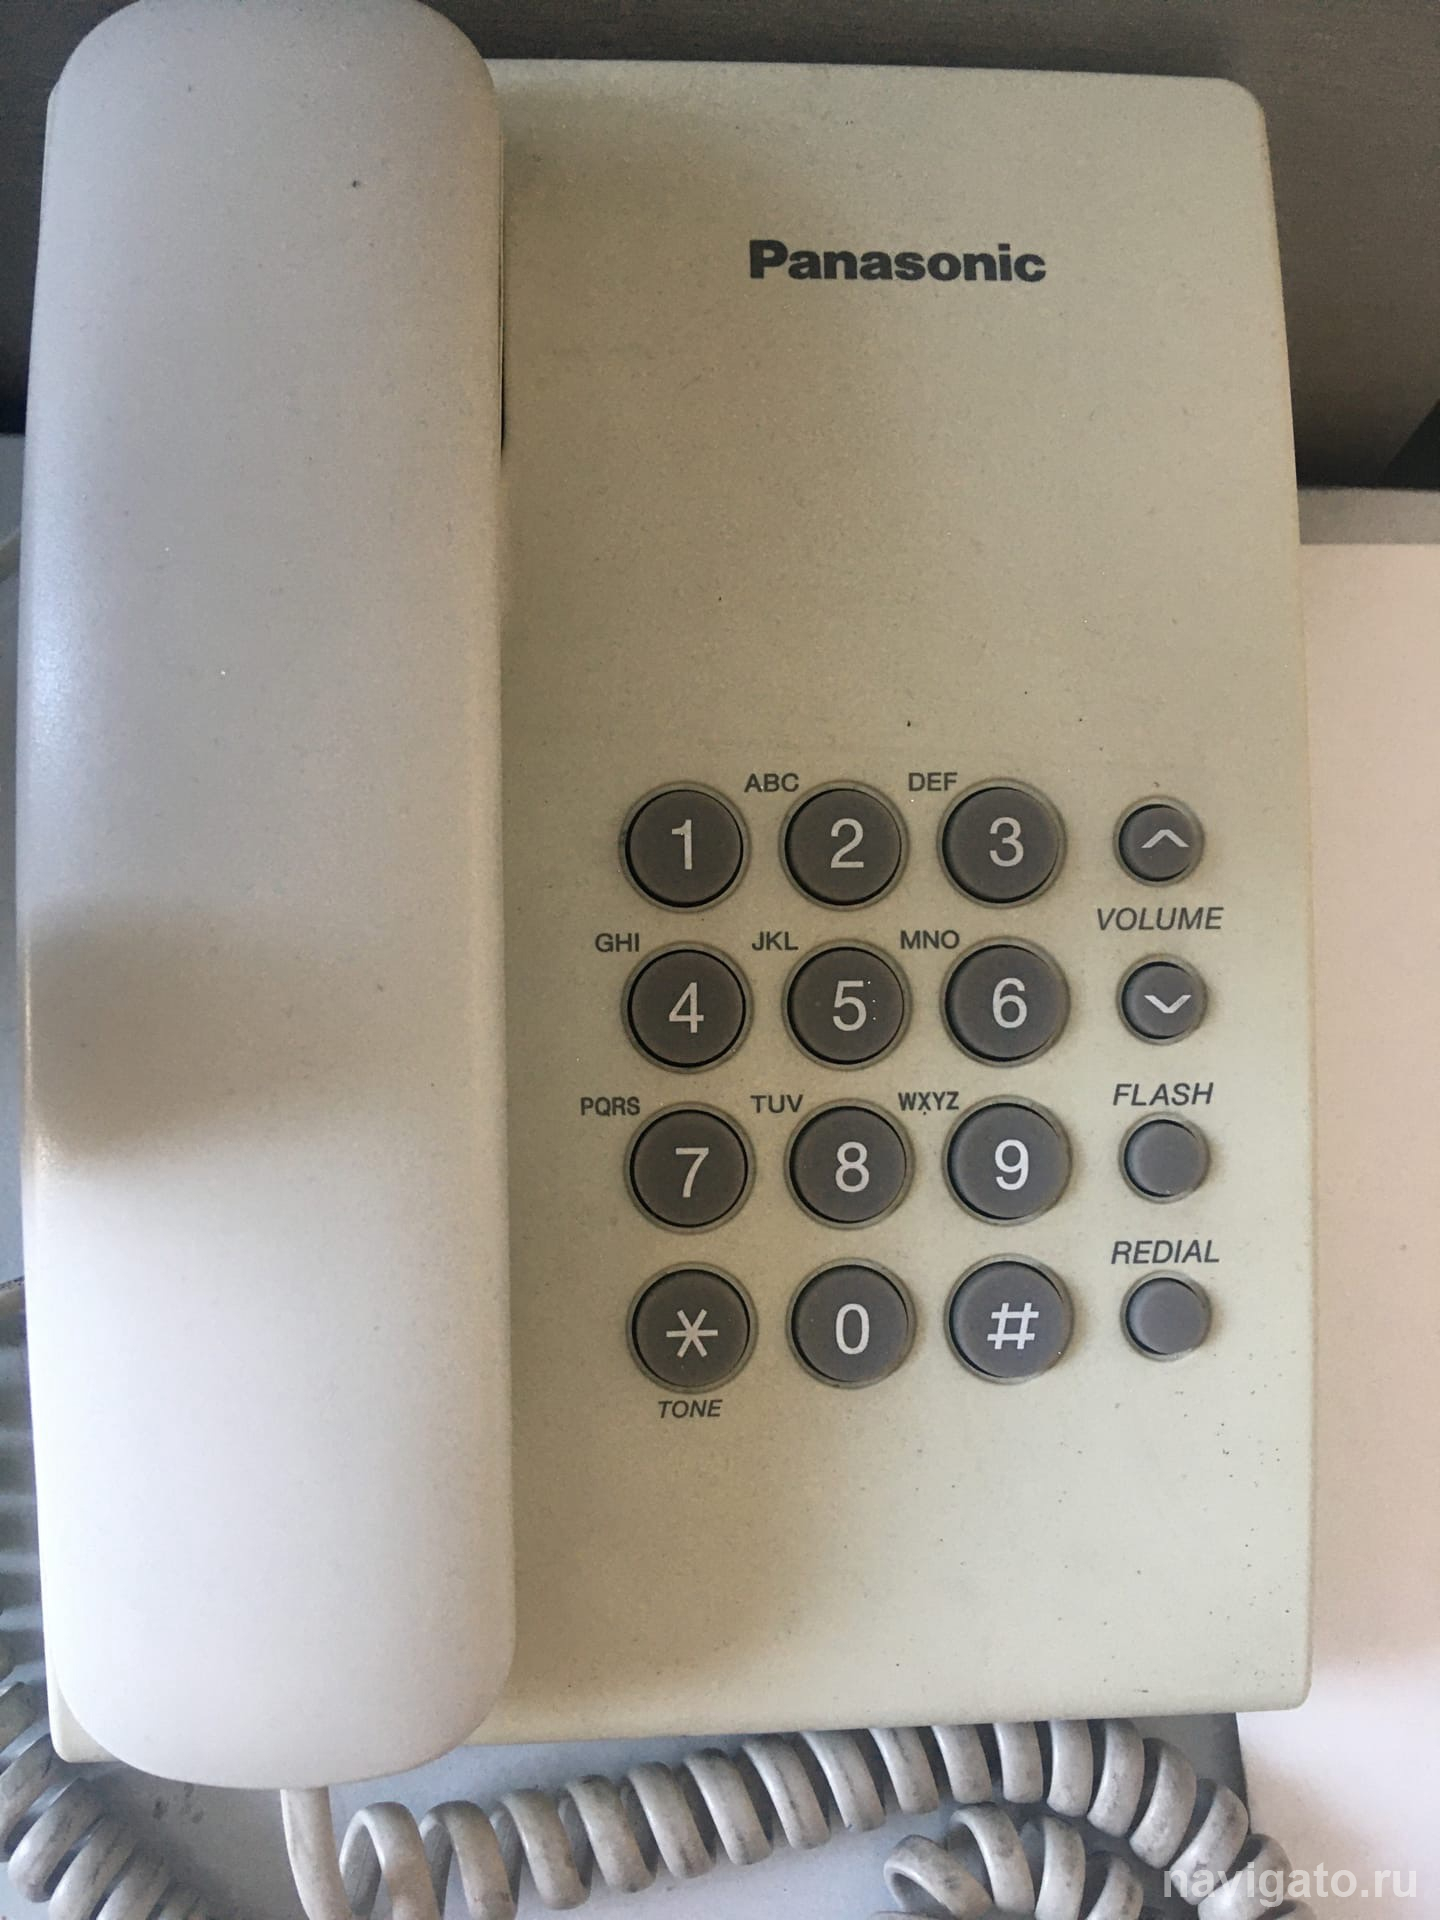 Panasonic
ABC DEF
1 2 3
VOLUME
GHI JKL MNO
4 5 6
FLASH
PQRS TUV WXYZ
7 8 9
REDIAL
* 0 #
TONE
navigato.ru